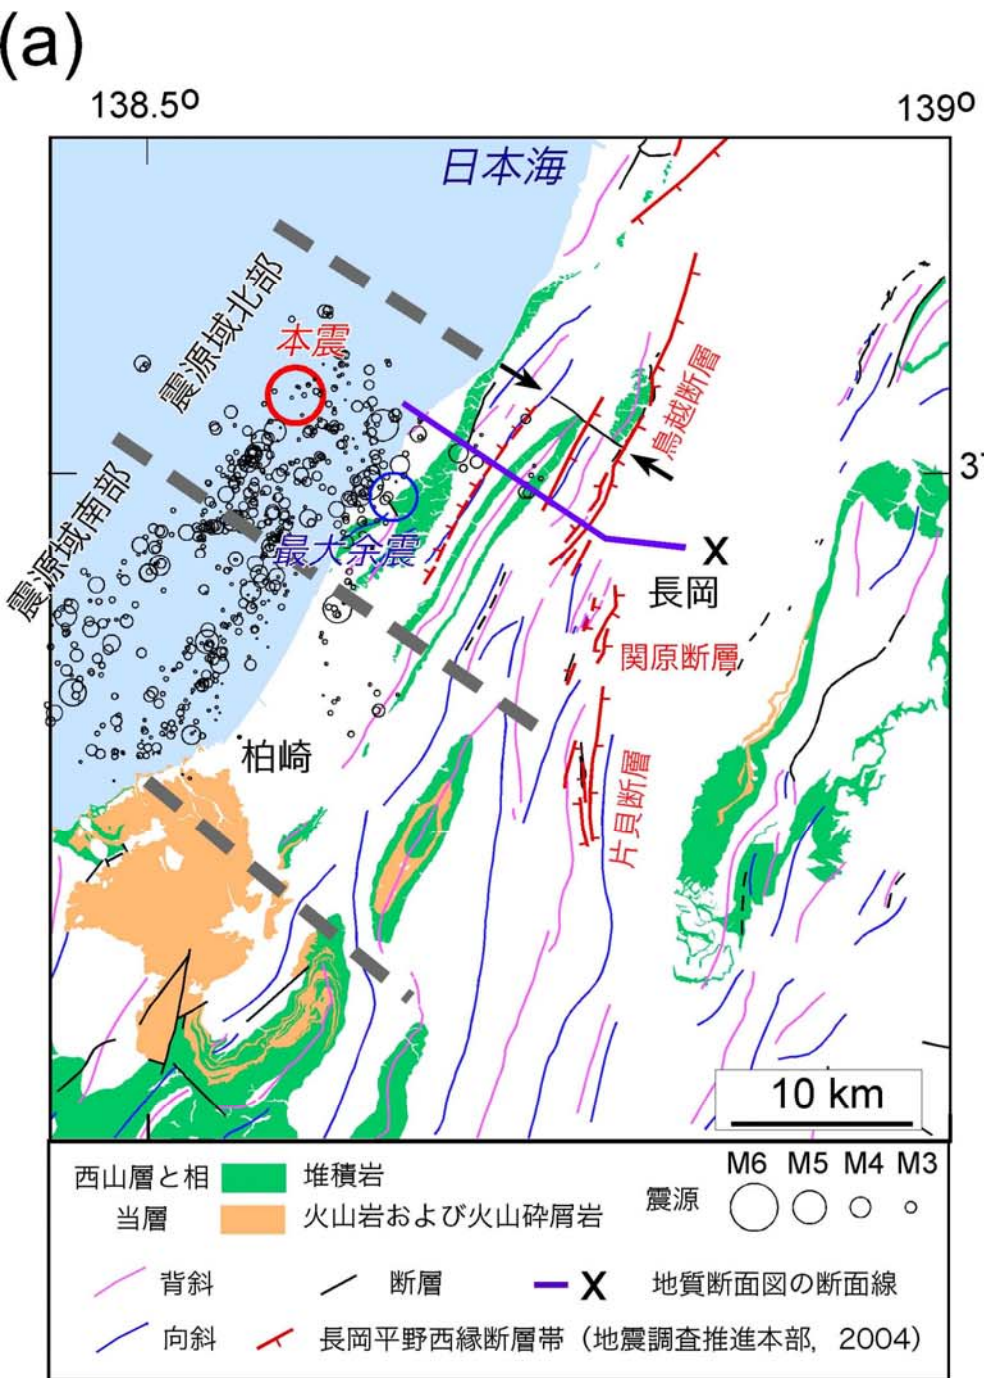 (a)
138.5°
139°
日本海
震源域北部
本震
鳥越断層
震源域南部
最大余震
X
長岡
関原断層
柏崎
片貝断層
10 km
西山層と相
当層
堆積岩
火山岩および火山砕屑岩
震源
M6 M5 M4 M3
背斜
断層
X 地質断面図の断面線
向斜
長岡平野西縁断層帯（地震調査推進本部，2004）